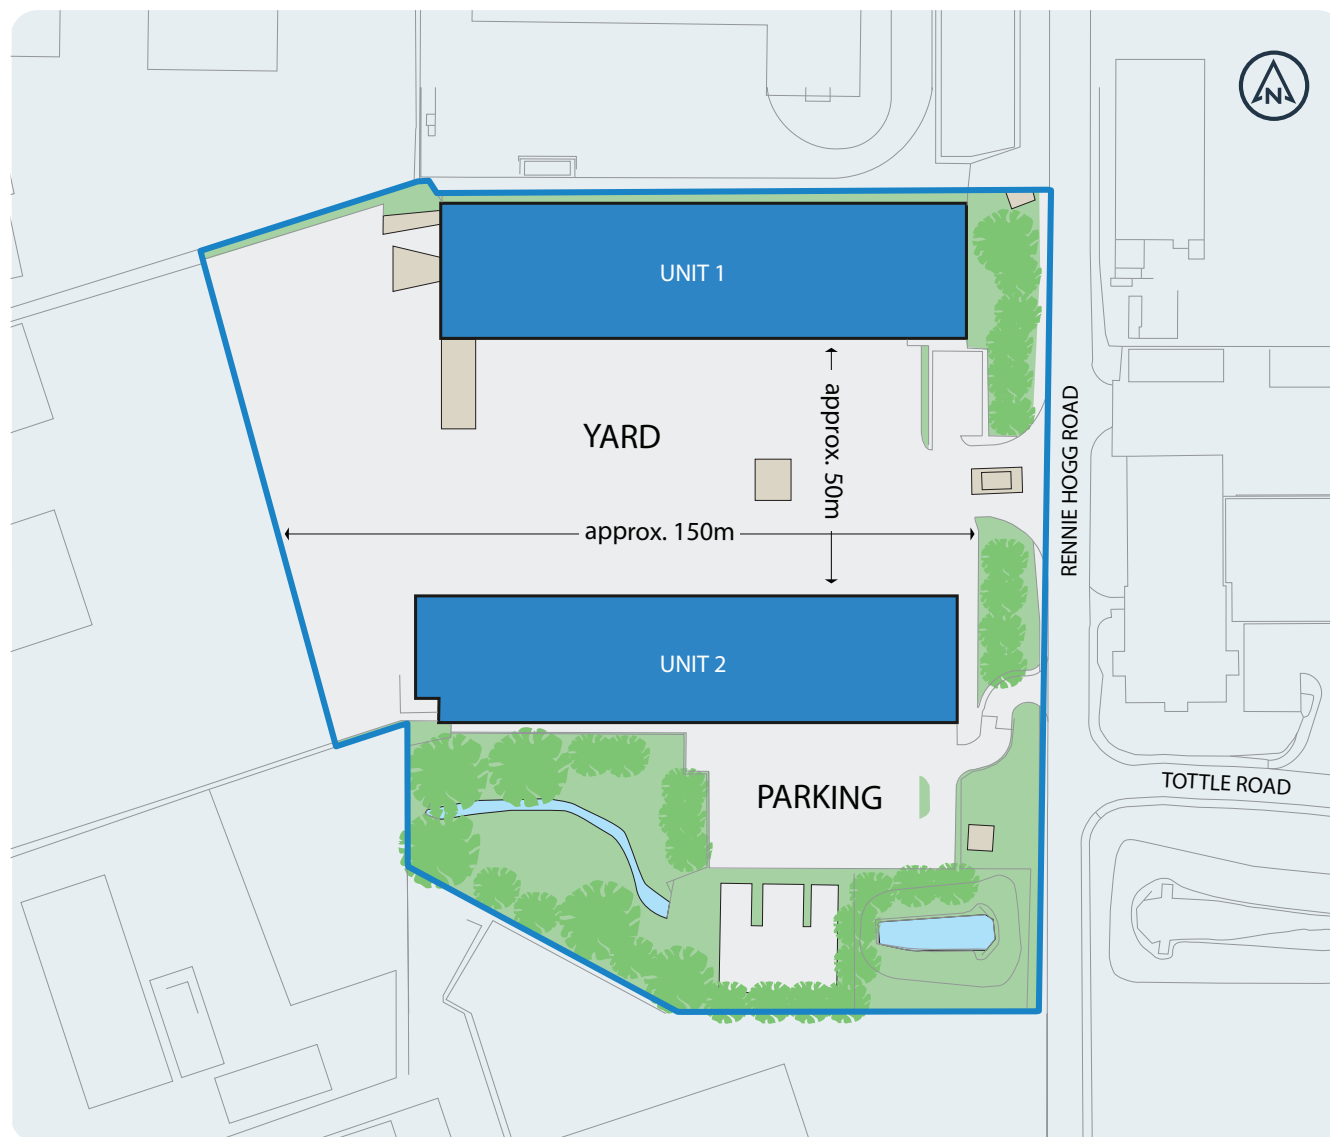 N
UNIT 1
YARD
approx. 50m
approx. 150m
RENNIE HOGG ROAD
UNIT 2
TOTTLE ROAD
PARKING